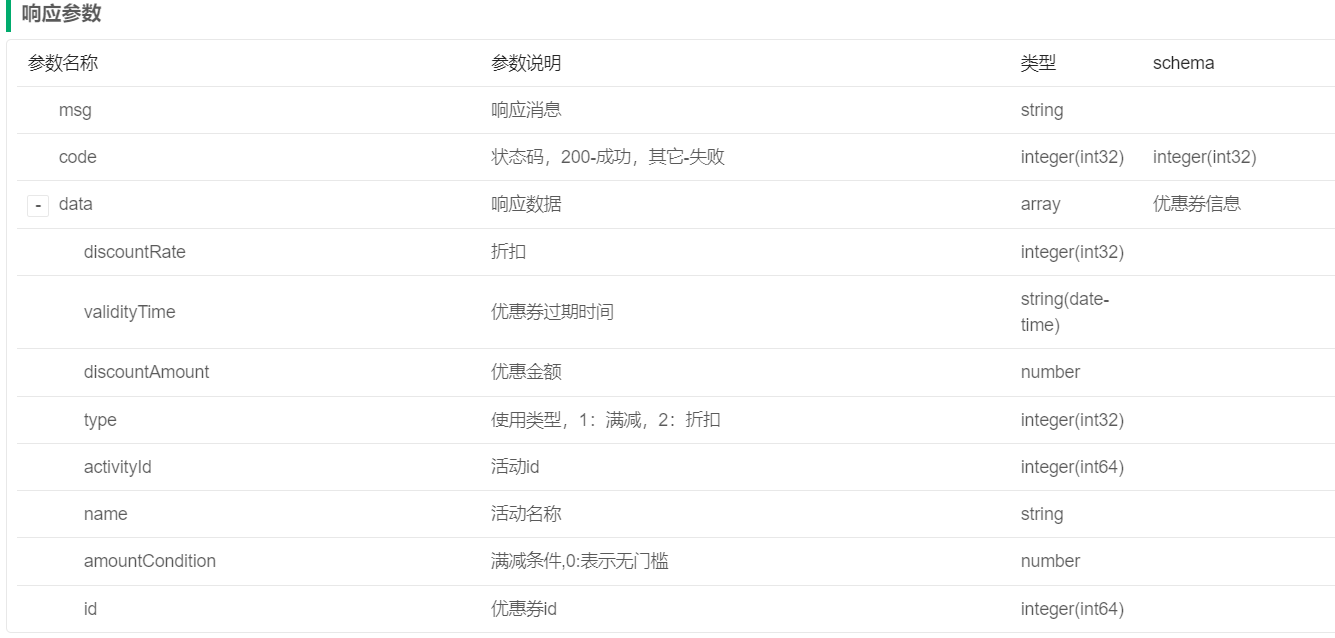 响应参数
参数名称 参数说明 类型 schema
msg 响应消息 string
code 状态码，200-成功，其它-失败 integer(int32) integer(int32)
- data 响应数据 array 优惠券信息
discountRate 折扣 integer(int32)
validityTime 优惠券过期时间 string(date-
time)
discountAmount 优惠金额 number
type 使用类型，1：满减，2：折扣 integer(int32)
activityId 活动id integer(int64)
name 活动名称 string
amountCondition 满减条件,0:表示无门槛 number
id 优惠券id integer(int64)